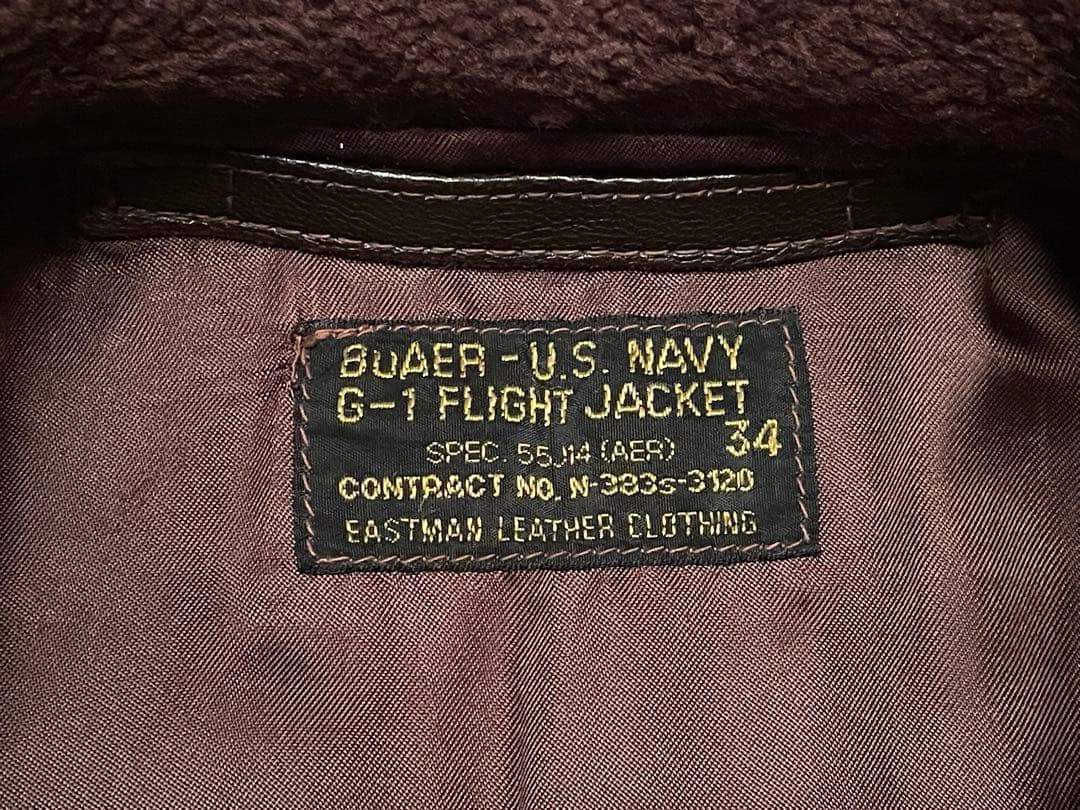 BUAER - U.S. NAVY
G-1 FLIGHT JACKET
34
SPEC. 55J14 (AER)
CONTRACT NO. N-383s-3120
EASTMAN LEATHER CLOTHING